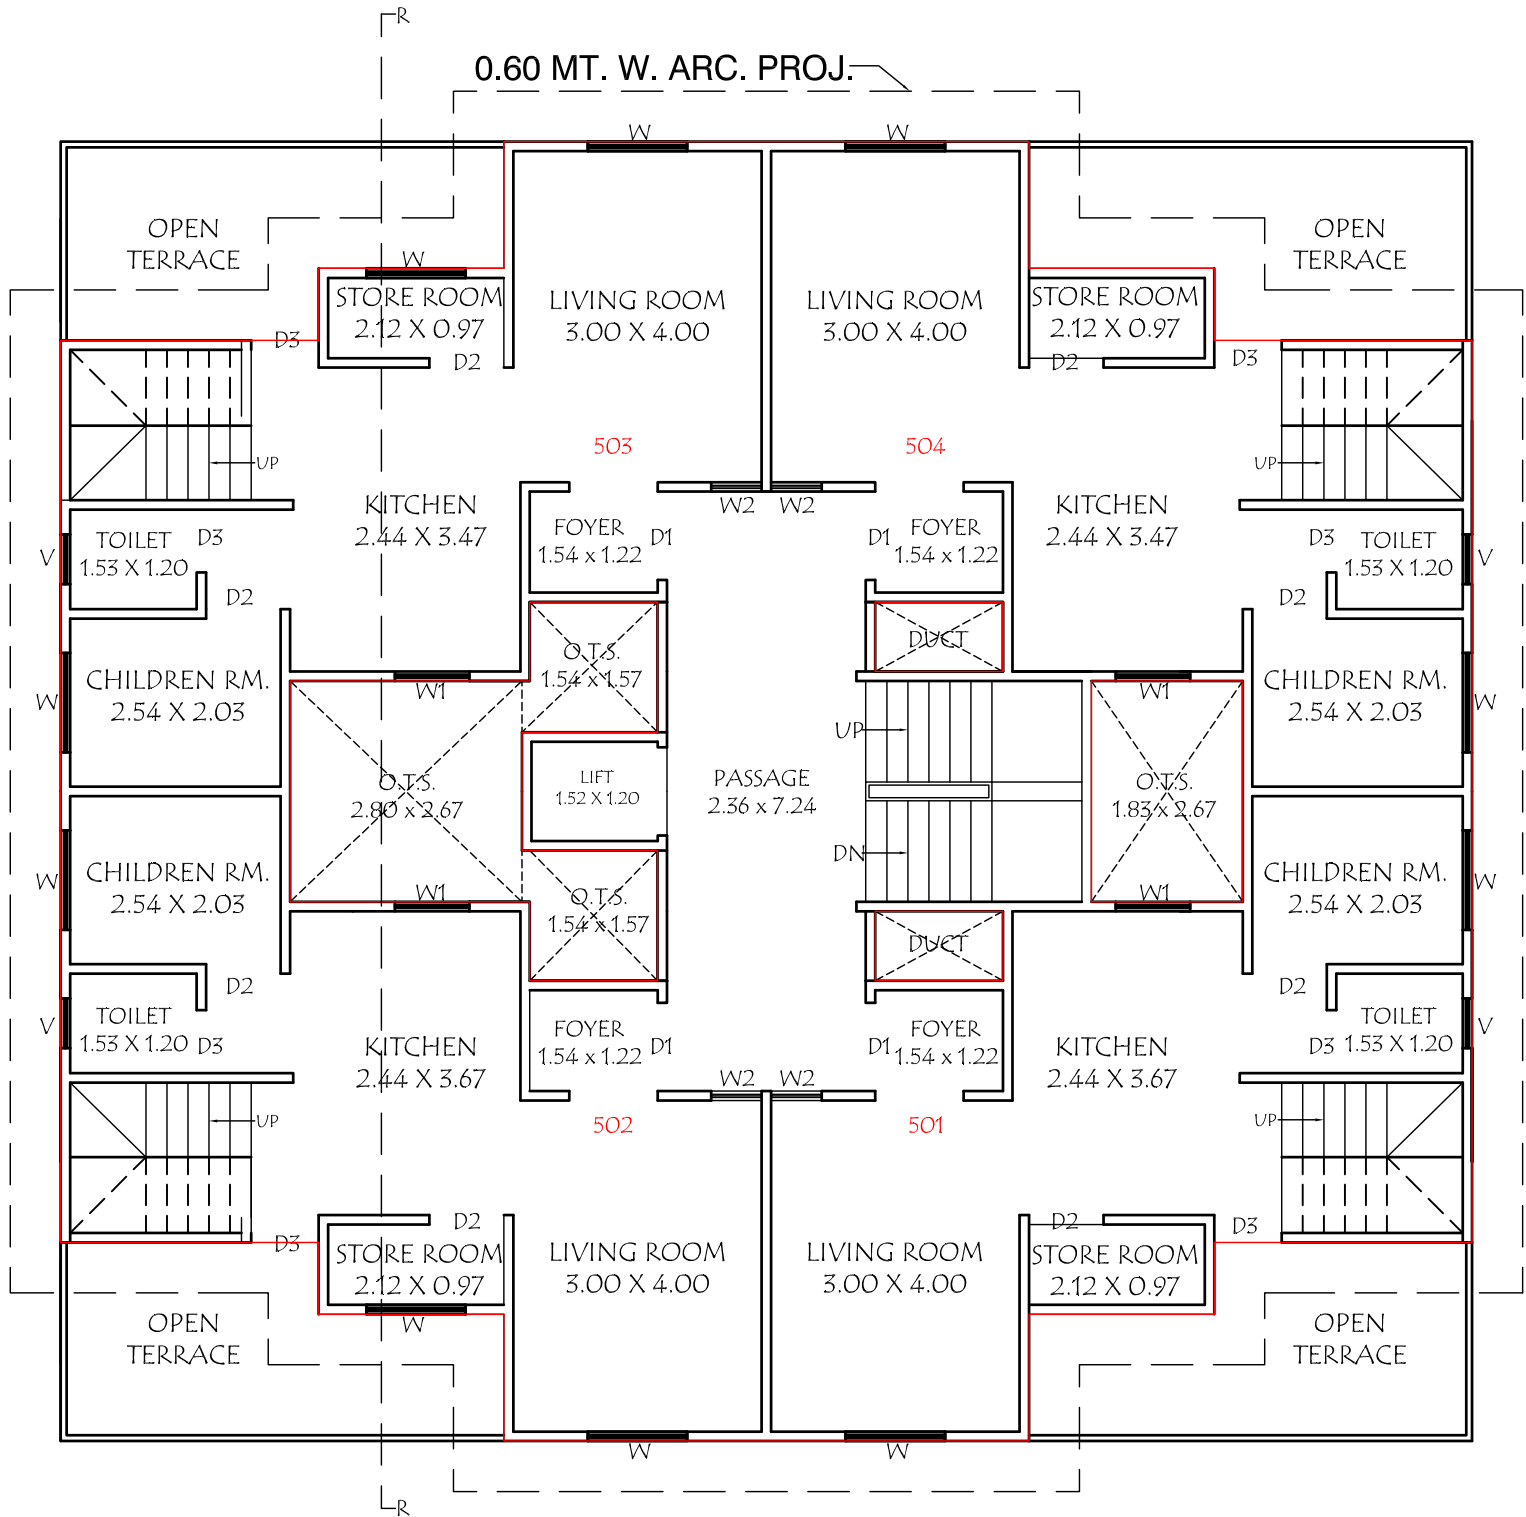 R
0.60 MT. W. ARC. PROJ.
W
W
OPEN
TERRACE
OPEN
TERRACE
W
STORE ROOM
2.12 X 0.97
LIVING ROOM
3.00 X 4.00
LIVING ROOM
3.00 X 4.00
STORE ROOM
2.12 X 0.97
D3
D2
D2
D3
503
504
UP
UP
KITCHEN
2.44 X 3.47
W2
W2
KITCHEN
2.44 X 3.47
V
TOILET
1.53 X 1.20
D3
FOYER
1.54 x 1.22
D1
D1
FOYER
1.54 x 1.22
D3
TOILET
1.53 X 1.20
V
D2
D2
O.T.S.
1.54 x 1.57
DUCT
W
CHILDREN RM.
2.54 X 2.03
W1
W1
CHILDREN RM.
2.54 X 2.03
W
UP
O.T.S.
2.80 x 2.67
LIFT
1.52 X 1.20
PASSAGE
2.36 x 7.24
O.T.S.
1.83 x 2.67
DN
W
CHILDREN RM.
2.54 X 2.03
W1
O.T.S.
1.54 x 1.57
W1
CHILDREN RM.
2.54 X 2.03
W
DUCT
D2
D2
V
TOILET
1.53 X 1.20
D3
KITCHEN
2.44 X 3.67
FOYER
1.54 x 1.22
D1
D1
FOYER
1.54 x 1.22
KITCHEN
2.44 X 3.67
D3
TOILET
1.53 X 1.20
V
W2
W2
UP
502
501
UP
D3
D2
D2
D3
STORE ROOM
2.12 X 0.97
LIVING ROOM
3.00 X 4.00
LIVING ROOM
3.00 X 4.00
STORE ROOM
2.12 X 0.97
W
OPEN
TERRACE
OPEN
TERRACE
W
W
R